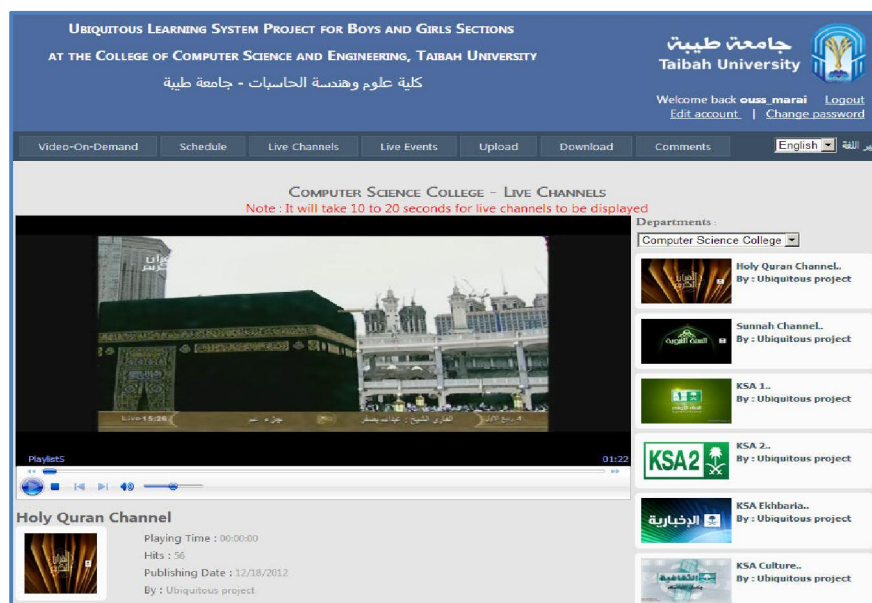 Ubiquitous Learning System Project for Boys and Girls Sections
at the College of Computer Science and Engineering, Taibah University
كلية علوم وهندسة الحاسبات - جامعة طيبة
جامعة طيبة
Taibah University
Welcome back ouss_marai Logout
Edit account | Change password
Video-On-Demand Schedule Live Channels Live Events Upload Download Comments English اللغة
Computer Science College - Live Channels
Note : It will take 10 to 20 seconds for live channels to be displayed
Departments :
Computer Science College
Holy Quran Channel..
By : Ubiquitous project
Sunnah Channel..
By : Ubiquitous project
KSA 1..
By : Ubiquitous project
KSA2
KSA 2..
By : Ubiquitous project
الإخبارية
KSA Ekhbaria..
By : Ubiquitous project
الثقافية
KSA Culture..
By : Ubiquitous project
Live 15:26
Playlist5 01:22
Holy Quran Channel
Playing Time : 00:00:00
Hits : 56
Publishing Date : 12/18/2012
By : Ubiquitous project